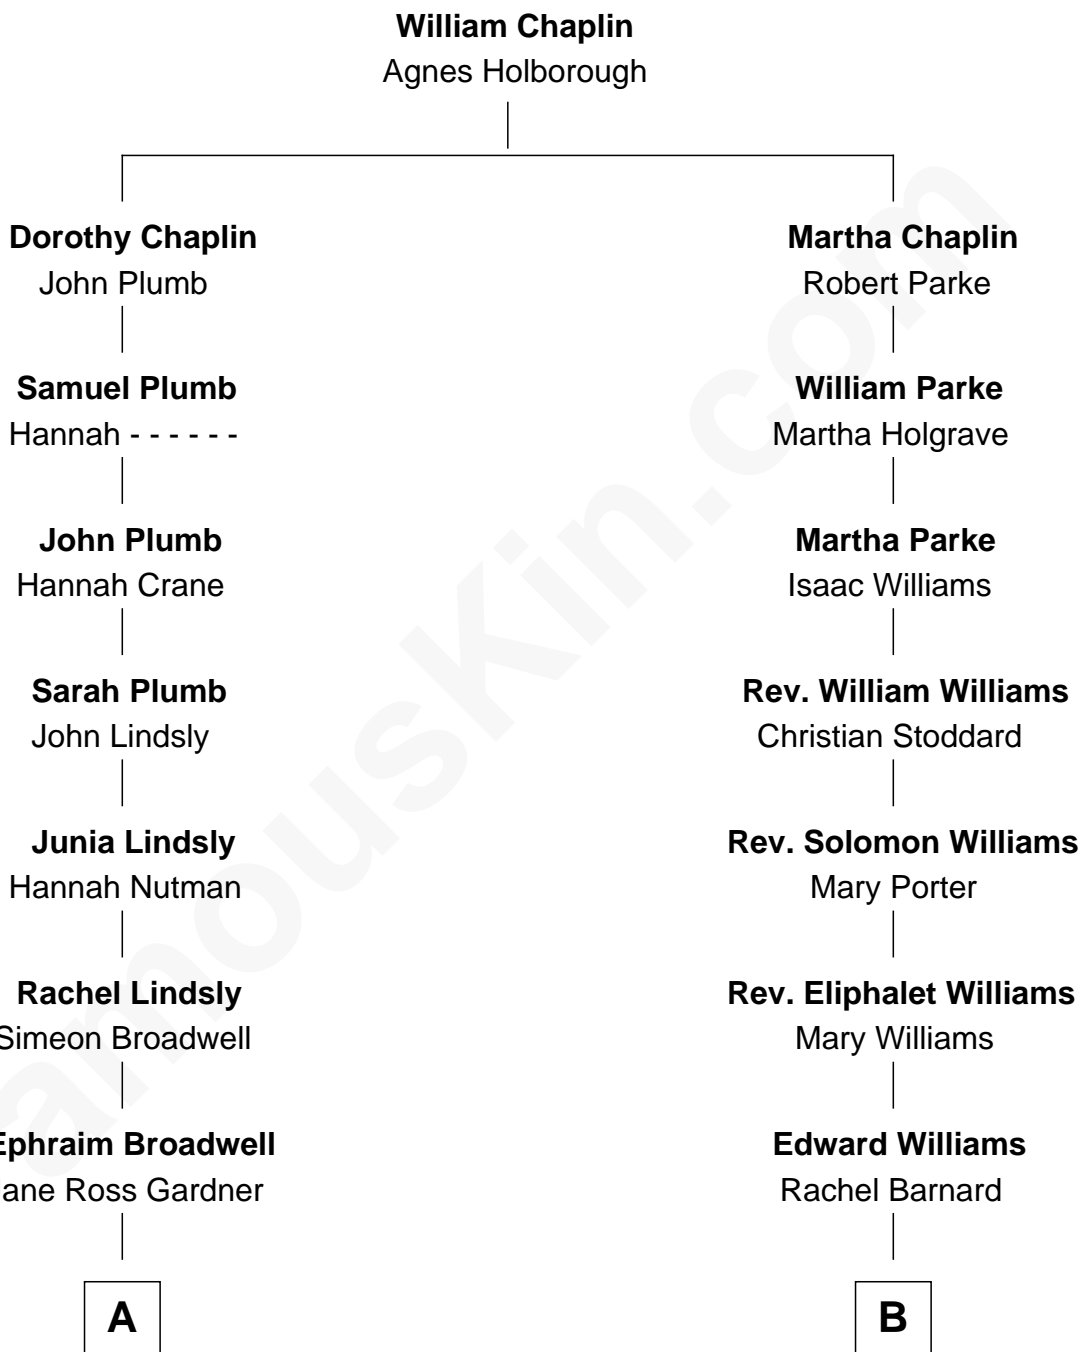 William Chaplin
Agnes Holborough
Dorothy Chaplin
John Plumb
Martha Chaplin
Robert Parke
Samuel Plumb
Hannah - - - - - -
William Parke
Martha Holgrave
John Plumb
Hannah Crane
Martha Parke
Isaac Williams
Sarah Plumb
John Lindsly
Rev. William Williams
Christian Stoddard
Junia Lindsly
Hannah Nutman
Rev. Solomon Williams
Mary Porter
Rachel Lindsly
Simeon Broadwell
Rev. Eliphalet Williams
Mary Williams
Ephraim Broadwell
ane Ross Gardner
Edward Williams
Rachel Barnard
A
B
amouskin.com